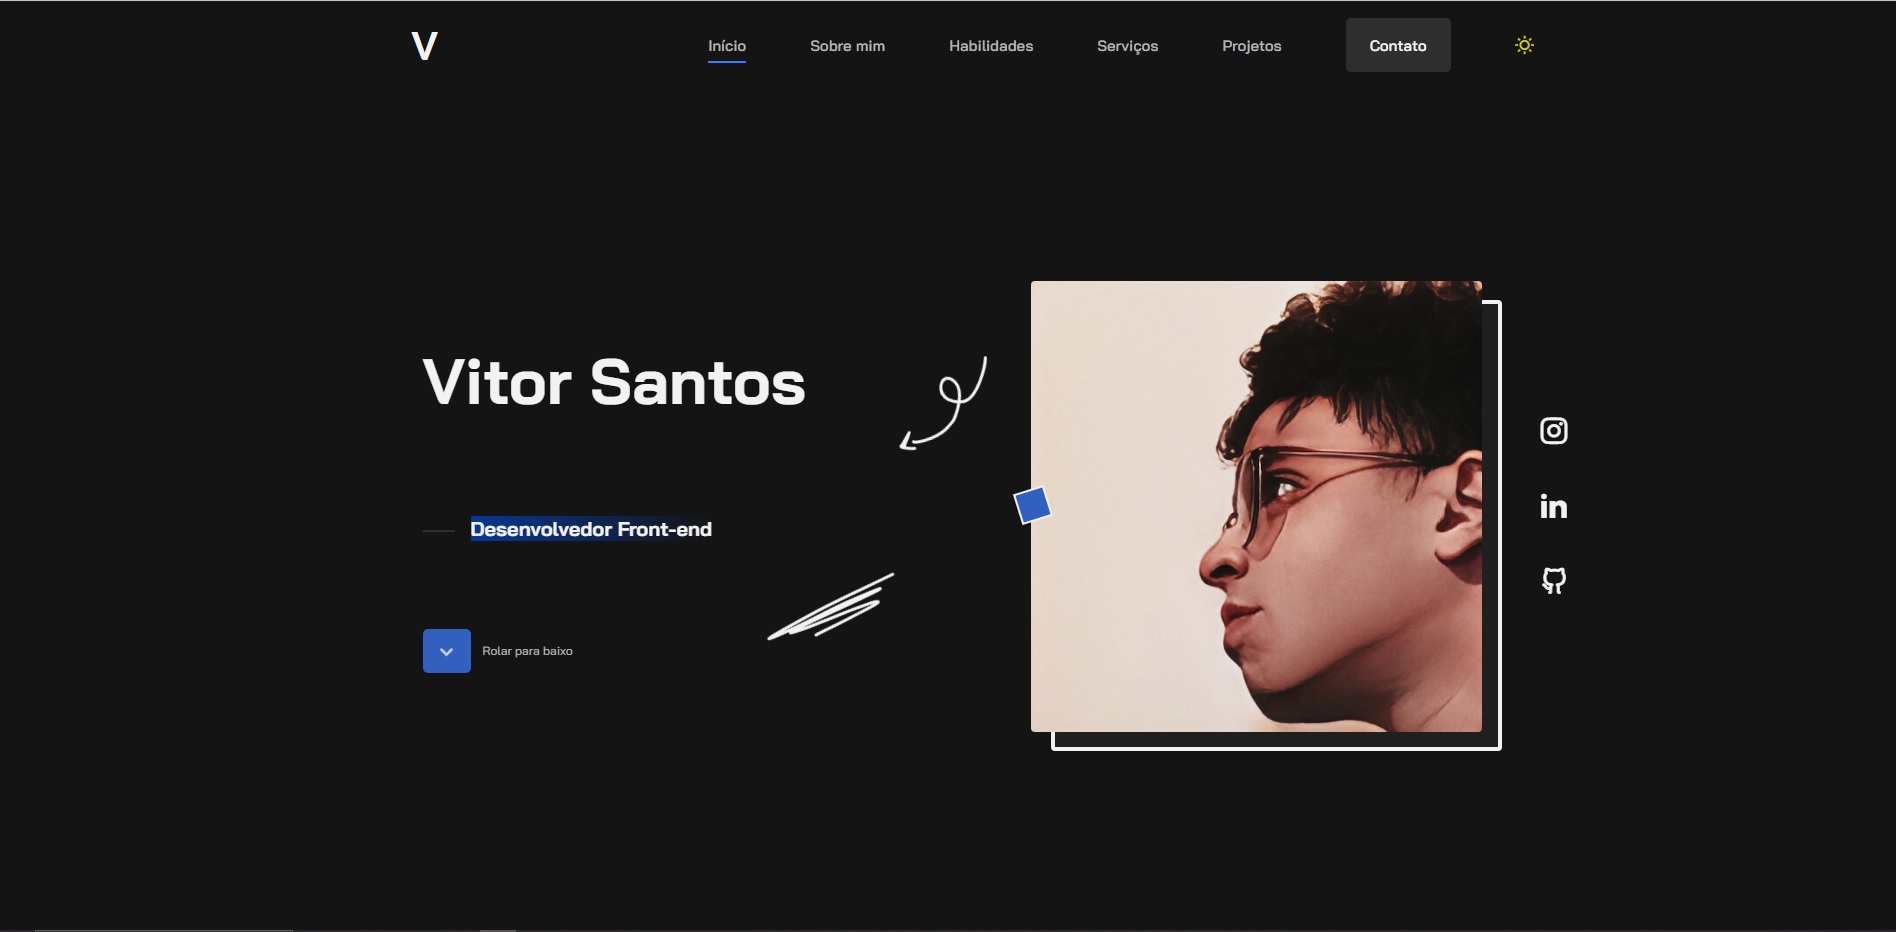 V
Início
Sobre mim
Habilidades
Serviços
Projetos
Contato
Vitor Santos
Desenvolvedor Front-end
Rolar para baixo
in